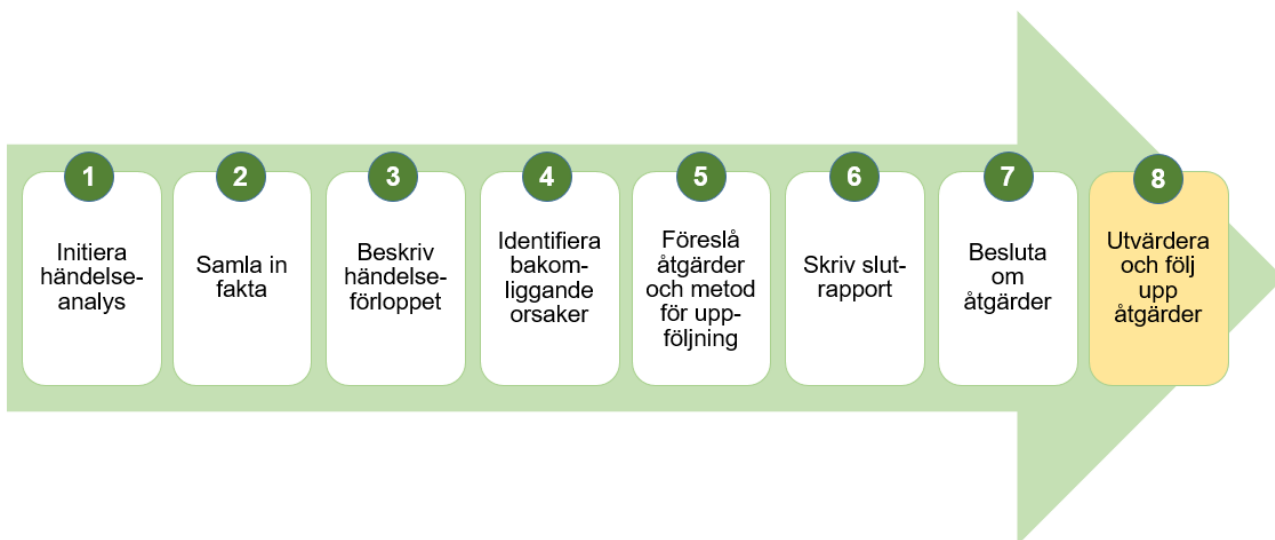 1
Initiera
händelse-
analys
2
Samla in
fakta
3
Beskriv
händelse-
förloppet
4
Identifiera
bakom-
liggande
orsaker
5
Föreslå
åtgärder
och metod
för upp-
följning
6
Skriv slut-
rapport
7
Besluta
om
åtgärder
8
Utvärdera
och följ
upp
åtgärder